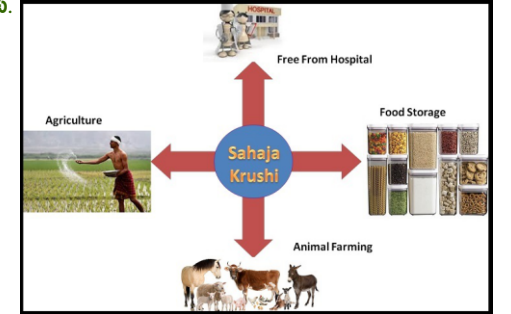 HOSPITAL
Free From Hospital
Food Storage
Agriculture
Sahaja
Krushi
Animal Farming